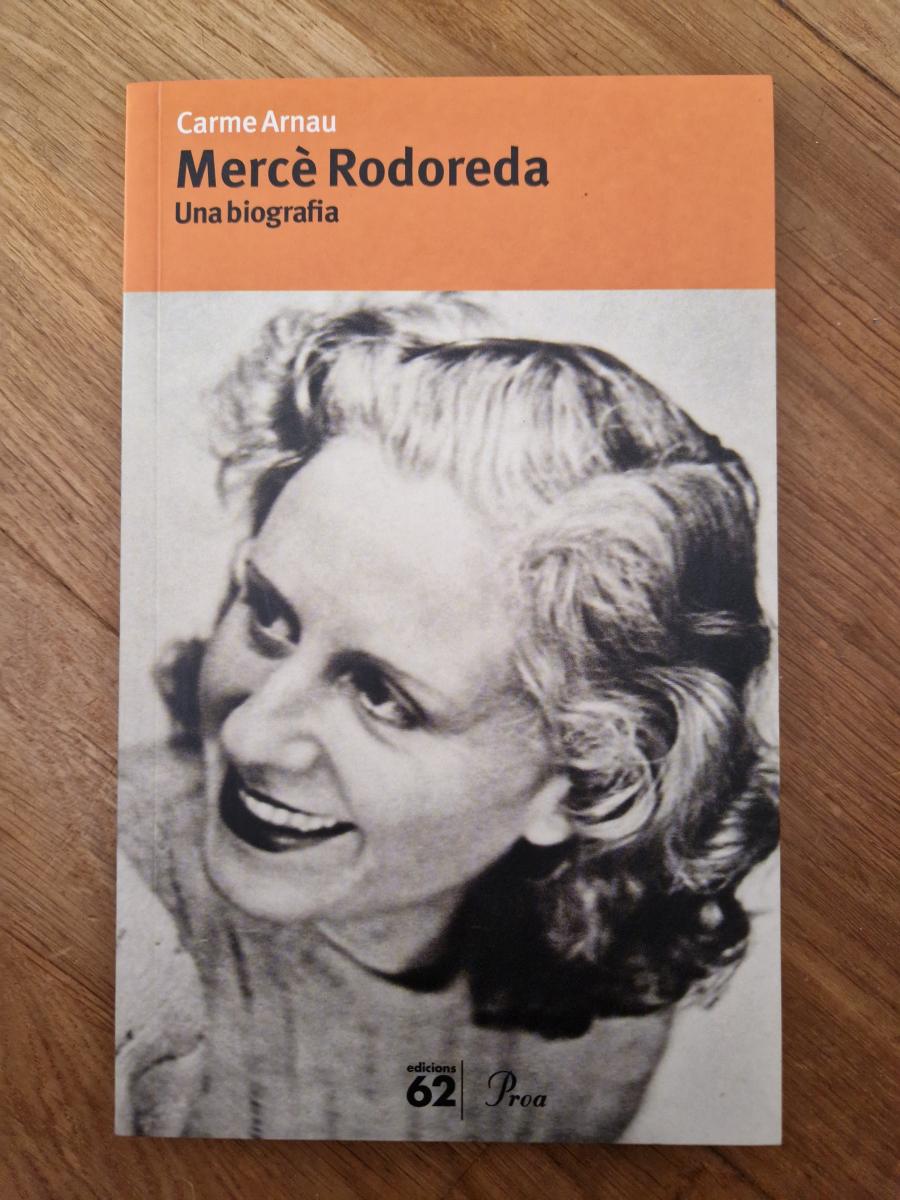 Carme Arnau
Mercè Rodoreda
Una biografia
edicions
62
Proa